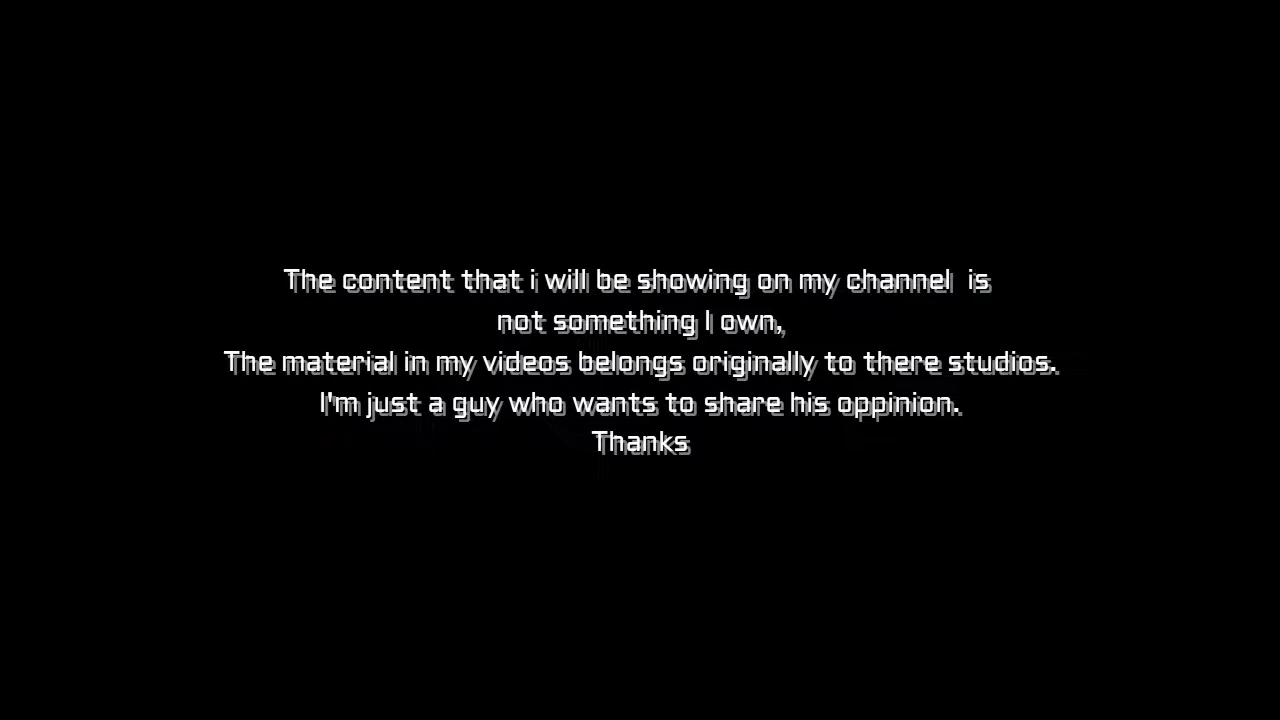 The content that i will be showing on my channel  is
not something I own,
The material in my videos belongs originally to there studios.
I'm just a guy who wants to share his oppinion.
Thanks